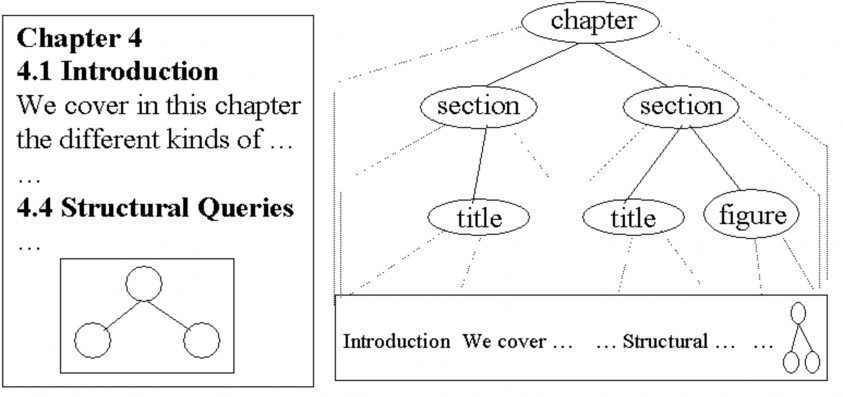 Chapter 4
4.1 Introduction
We cover in this chapter
the different kinds of …
…
4.4 Structural Queries
…
chapter
section section
title title figure
Introduction We cover … … Structural … …